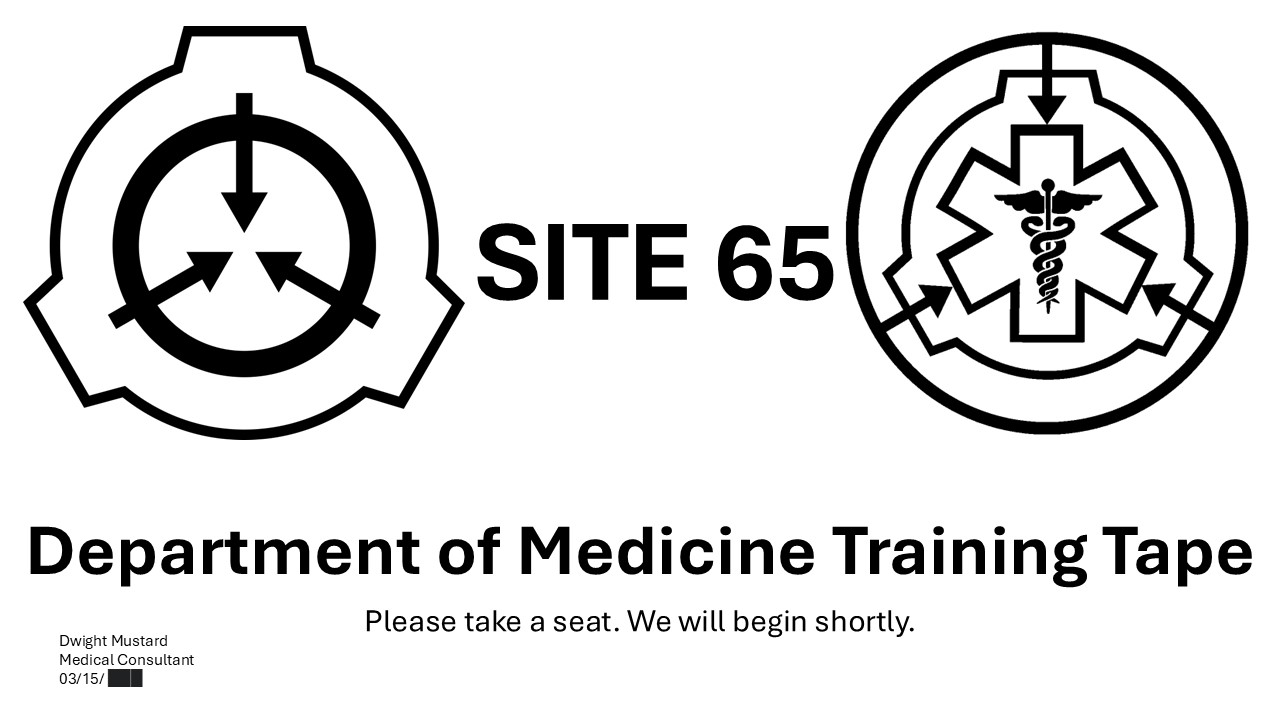 SITE 65
Department of Medicine Training Tape
Please take a seat. We will begin shortly.
Dwight Mustard
Medical Consultant
03/15/███